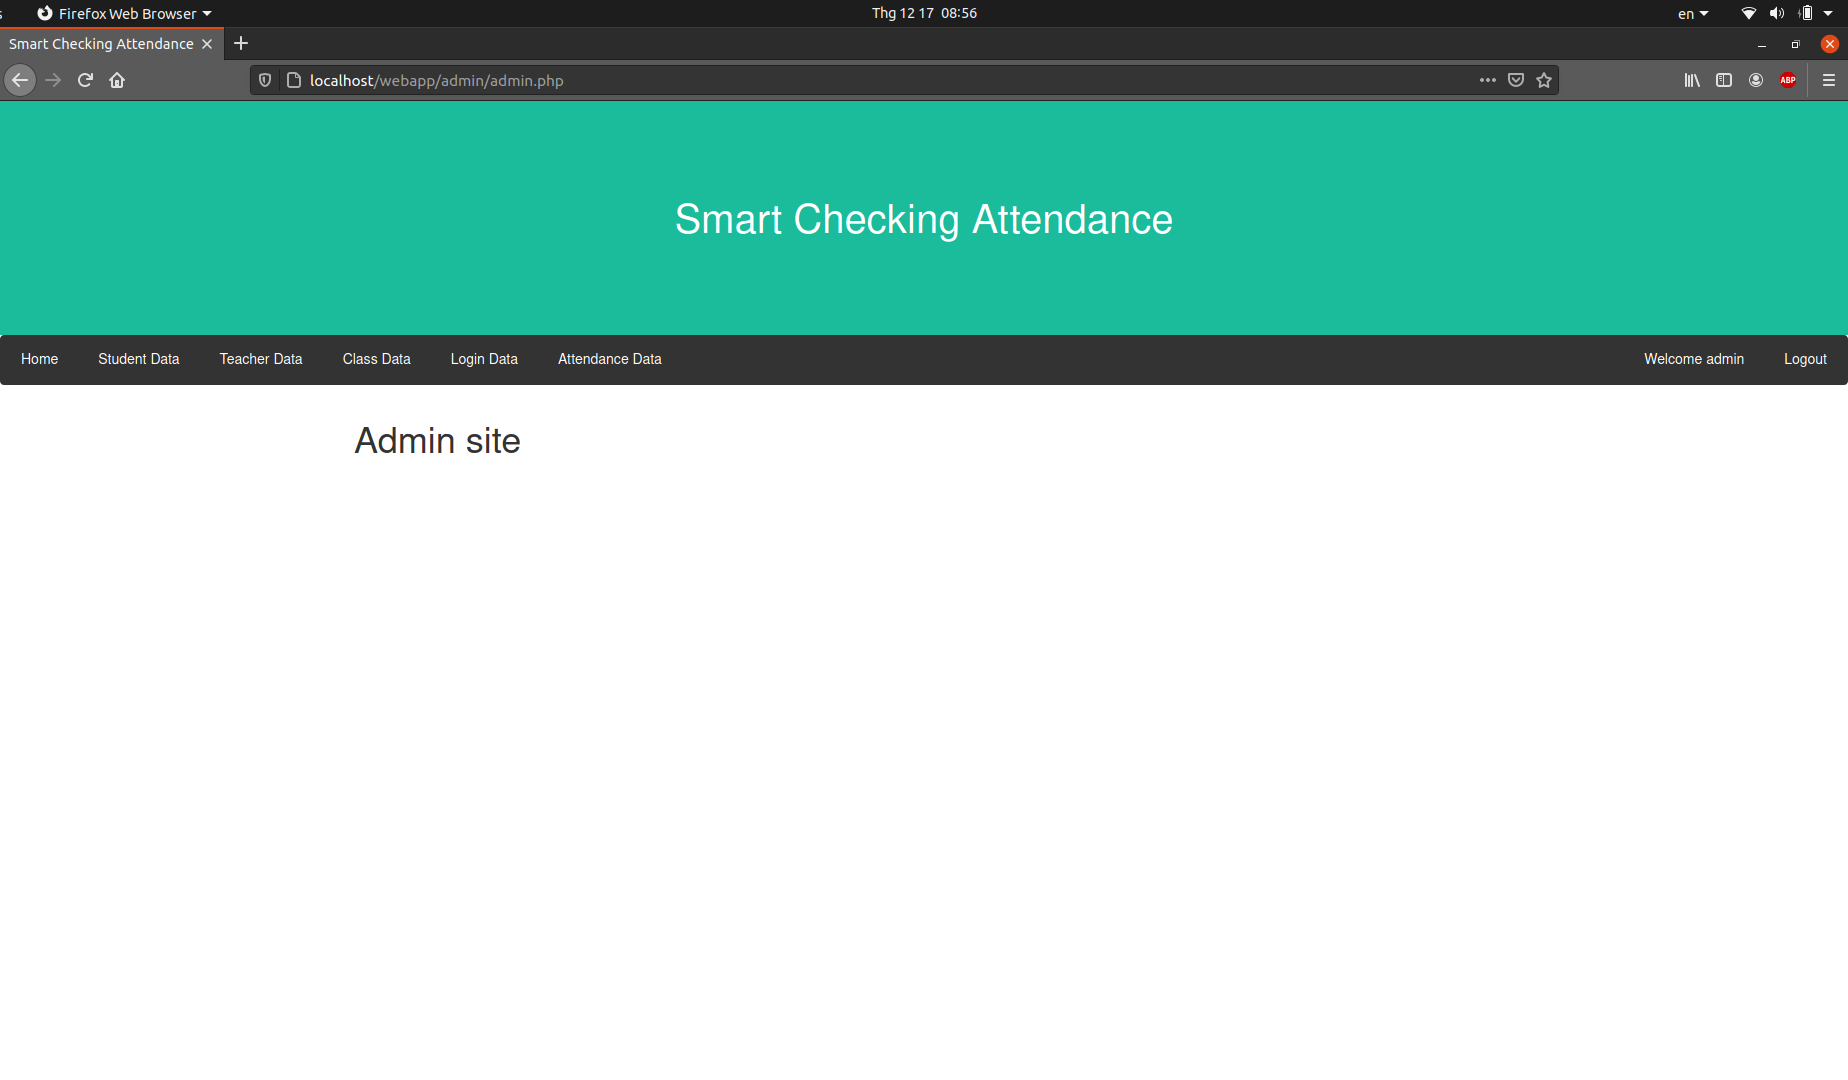 s Firefox Web Browser Thg 12 17 08:56 en
Smart Checking Attendance
localhost/webapp/admin/admin.php ABP
Smart Checking Attendance
Home Student Data Teacher Data Class Data Login Data Attendance Data Welcome admin Logout
Admin site